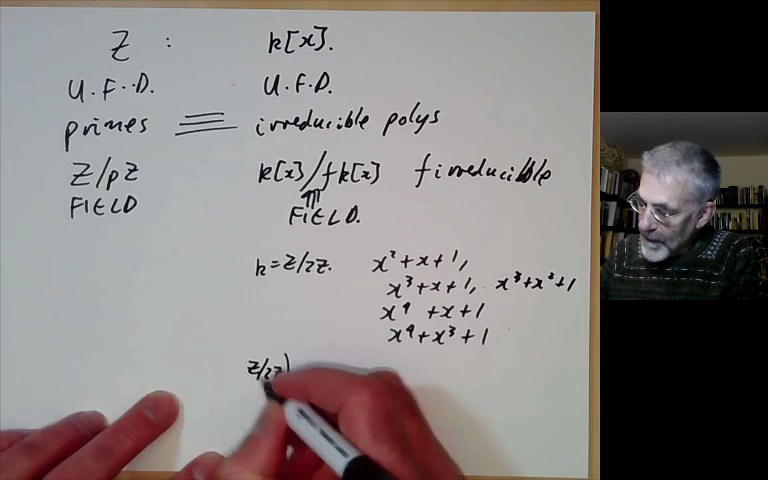 Z : k[x].
U.F.D. U.F.D.
primes ≡ irreducible polys
Z/pZ k[x]/fk[x] f irreducible
FIELD ⇑ FIELD.
k=Z/2Z. x²+x+1,
x³+x+1, x³+x²+1
x⁴+x+1
x⁴+x³+1
Z/2Z)